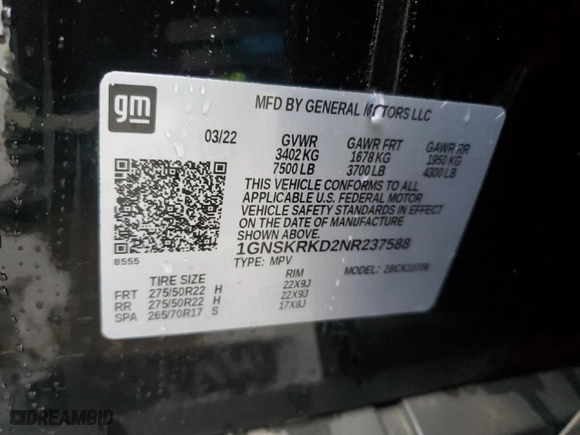 gm
MFD BY GENERAL MOTORS LLC
03/22 GVWR GAWR FRT GAWR RR
3402 KG 1678 KG 1950 KG
7500 LB 3700 LB 4300 LB
THIS VEHICLE CONFORMS TO ALL
APPLICABLE U.S. FEDERAL MOTOR
VEHICLE SAFETY STANDARDS IN EFFECT
ON THE DATE OF MANUFACTURE
SHOWN ABOVE.
1GNSKRKD2NR237588
8555 TYPE: MPV MODEL:
TIRE SIZE RIM
FRT 275/50R22 H 22X9J
RR 275/50R22 H 22X9J
SPA 265/70R17 S 17X8J
DREAMBID